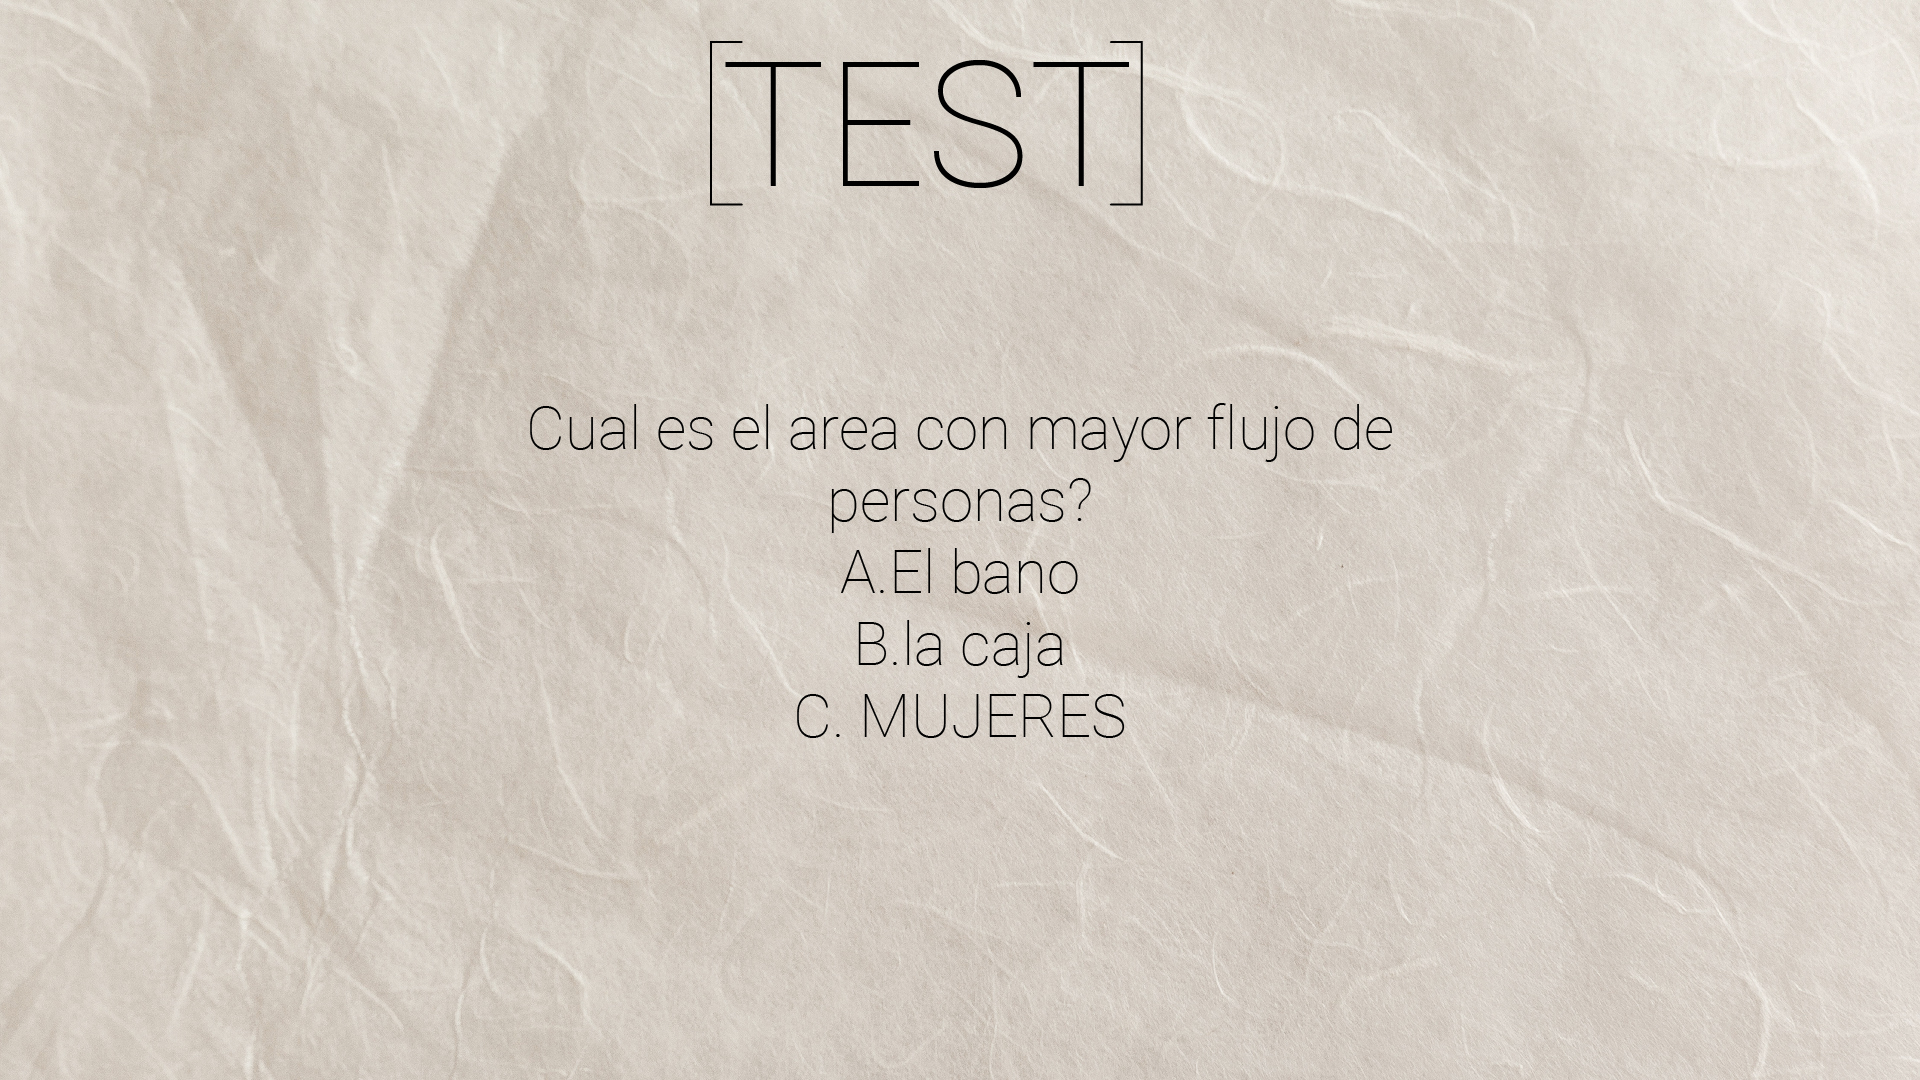 [TEST]
Cual es el area con mayor flujo de
personas?
A.El bano
B.la caja
C. MUJERES